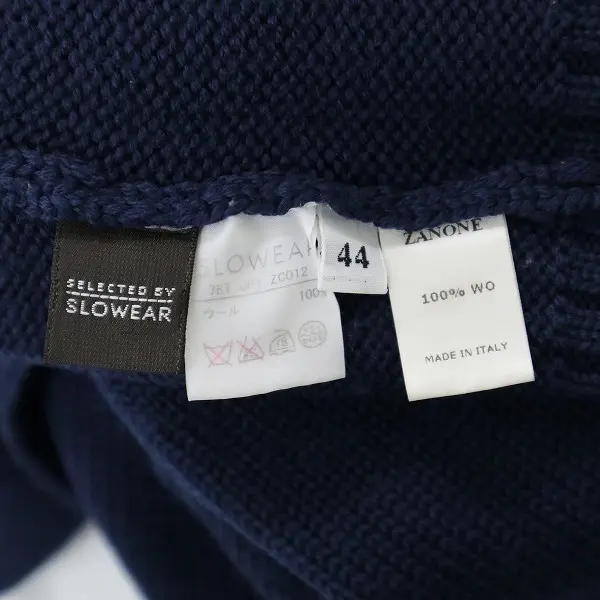 SELECTED BY
SLOWEAR
SLOWEAR
ZC012
100%
ウール
44
ZANONE
100% WO
MADE IN ITALY